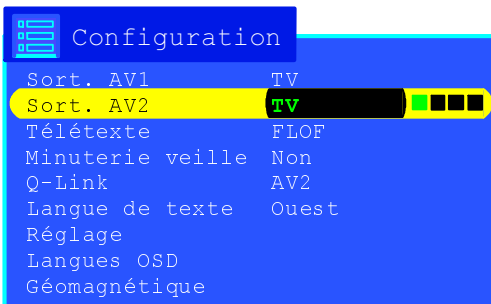 Configuration
Sort. AV1 TV
Sort. AV2 TV
Télétexte FLOF
Minuterie veille Non
Q-Link AV2
Langue de texte Ouest
Réglage
Langues OSD
Géomagnétique